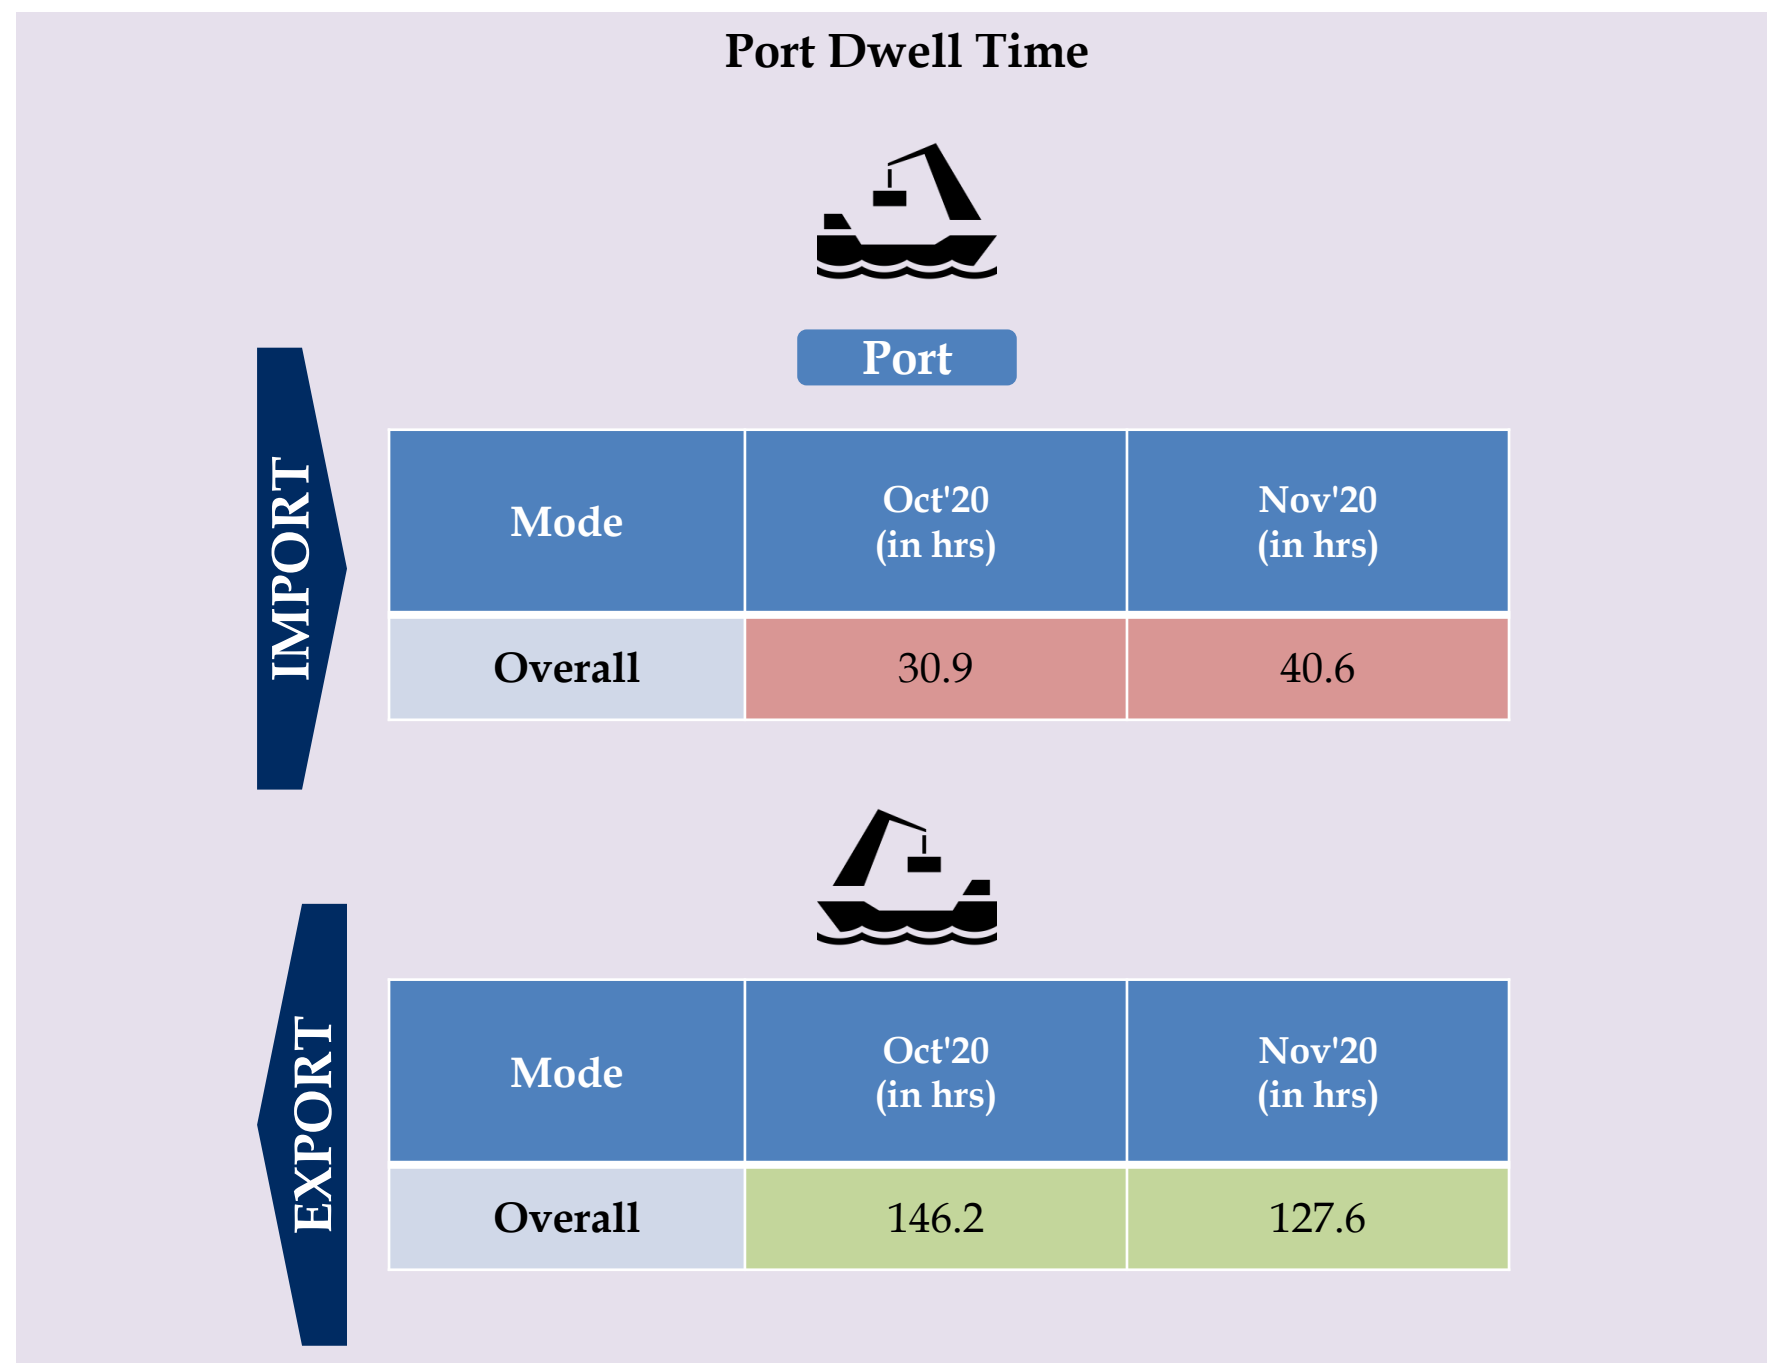 Port Dwell Time
Port
IMPORT
Mode
Oct'20
(in hrs)
Nov'20
(in hrs)
Overall
30.9
40.6
EXPORT
Mode
Oct'20
(in hrs)
Nov'20
(in hrs)
Overall
146.2
127.6